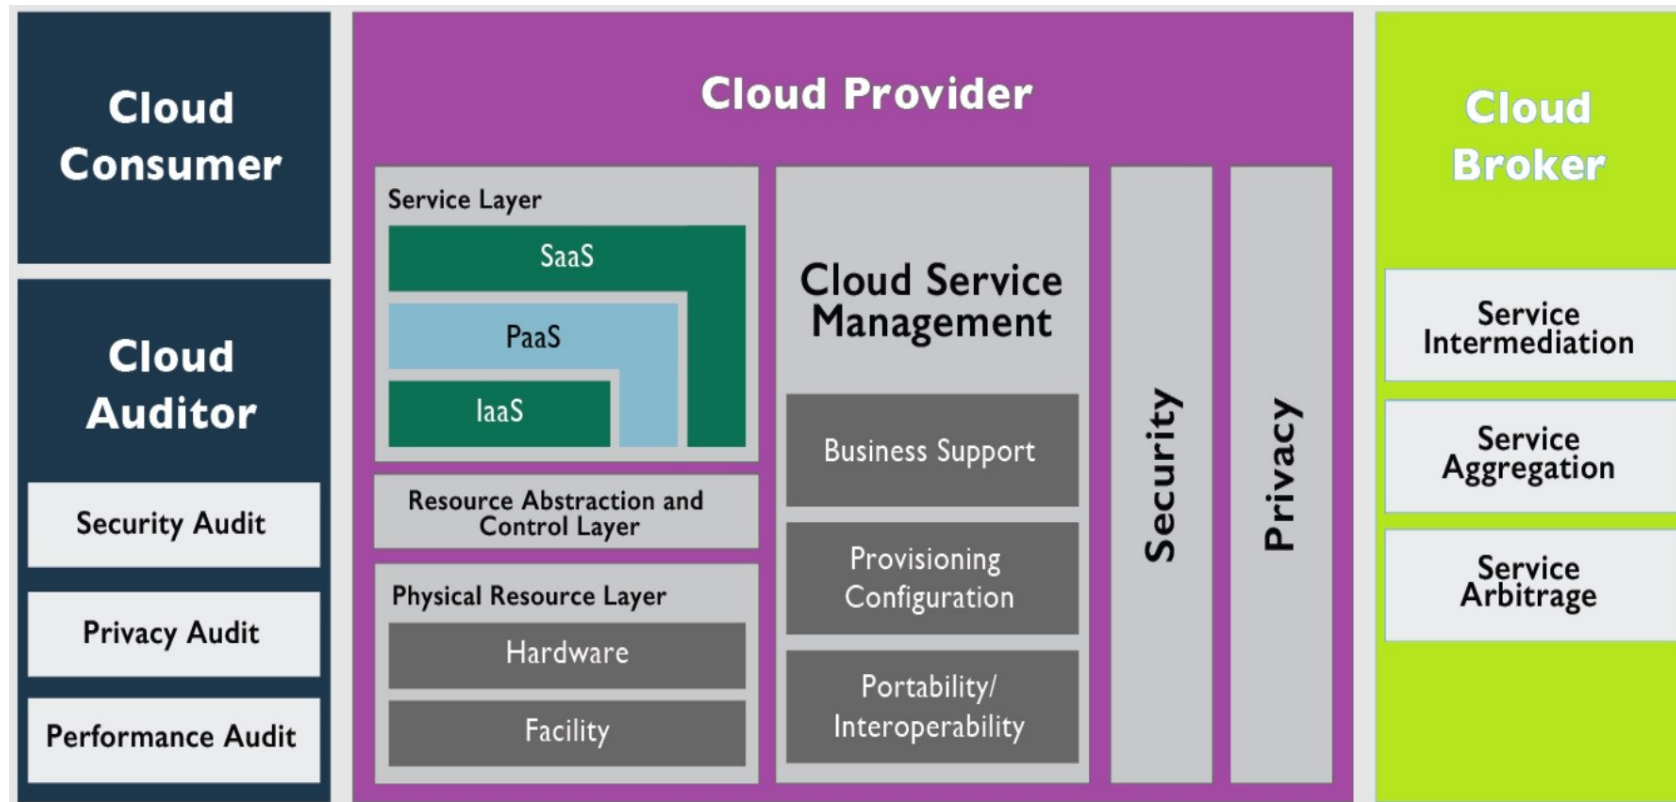 Cloud
Consumer
Cloud
Auditor
Security Audit
Privacy Audit
Performance Audit
Cloud Provider
Service Layer
SaaS
PaaS
IaaS
Resource Abstraction and
Control Layer
Physical Resource Layer
Hardware
Facility
Cloud Service
Management
Business Support
Provisioning
Configuration
Portability/
Interoperability
Security
Privacy
Cloud
Broker
Service
Intermediation
Service
Aggregation
Service
Arbitrage